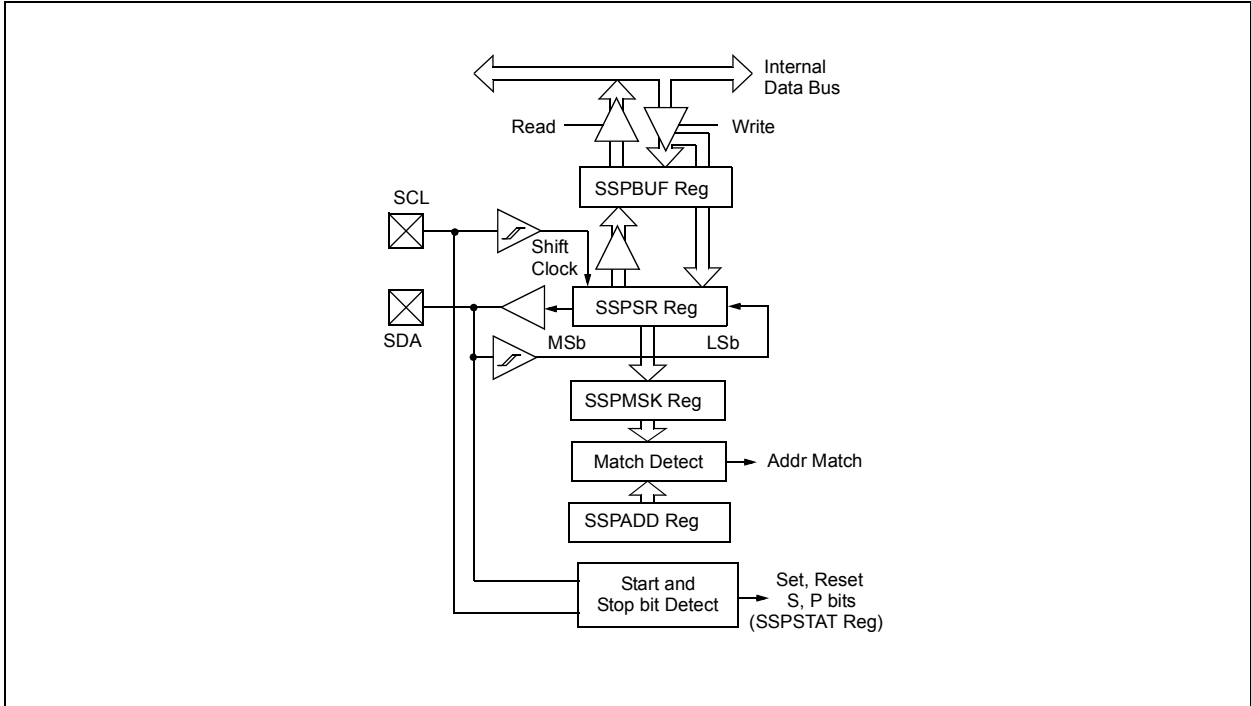 Internal
Data Bus
Read
Write
SSPBUF Reg
SCL
Shift
Clock
SSPSR Reg
SDA
MSb
LSb
SSPMSK Reg
Match Detect
Addr Match
SSPADD Reg
Start and
Stop bit Detect
Set, Reset
S, P bits
(SSPSTAT Reg)